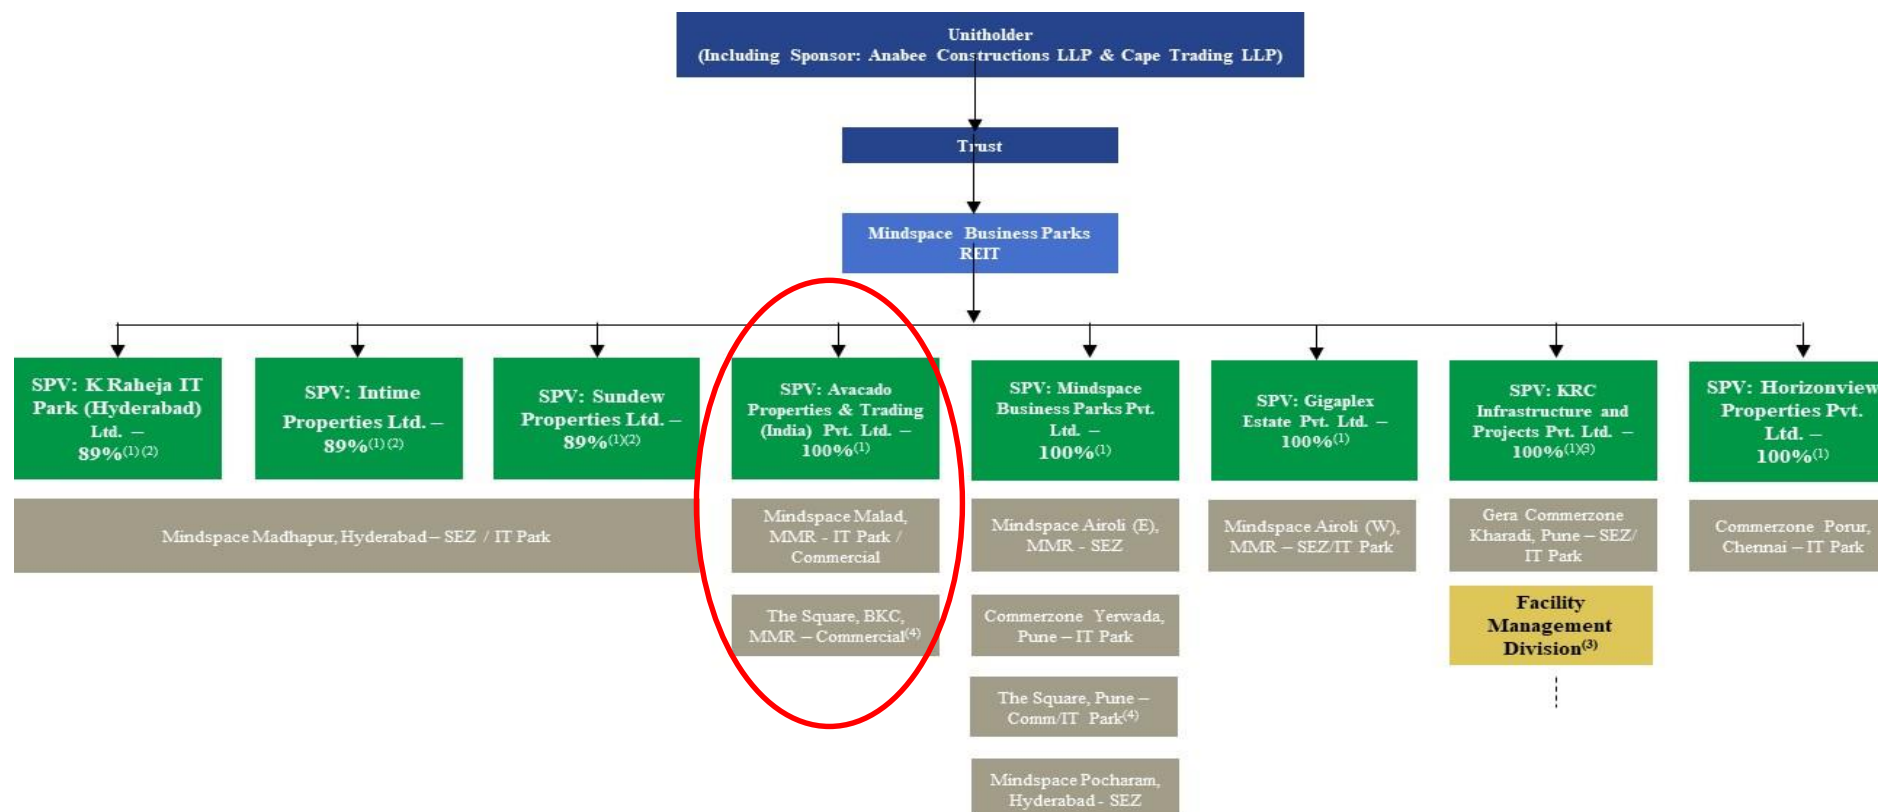 Unitholder
(Including Sponsor: Anabee Constructions LLP & Cape Trading LLP)
Trust
Mindspace Business Parks
REIT
SPV: K Raheja IT
Park (Hyderabad)
Ltd. –
89%(1) (2)
SPV: Intime
Properties Ltd. –
89%(1) (2)
SPV: Sundew
Properties Ltd. –
89%(1)(2)
SPV: Avacado
Properties & Trading
(India) Pvt. Ltd. –
100%(1)
SPV: Mindspace
Business Parks Pvt.
Ltd. –
100%(1)
SPV: Gigaplex
Estate Pvt. Ltd. –
100%(1)
SPV: KRC
Infrastructure and
Projects Pvt. Ltd. –
100%(1)(3)
SPV: Horizonview
Properties Pvt.
Ltd. –
100%(1)
Mindspace Madhapur, Hyderabad – SEZ / IT Park
Mindspace Malad,
MMR - IT Park /
Commercial
Mindspace Airoli (E),
MMR - SEZ
Mindspace Airoli (W),
MMR – SEZ/IT Park
Gera Commerzone
Kharadi, Pune – SEZ/
IT Park
Commerzone Porur,
Chennai – IT Park
The Square, BKC,
MMR – Commercial(4)
Commerzone Yerwada,
Pune – IT Park
Facility
Management
Division(3)
The Square, Pune –
Comm/IT Park(4)
Mindspace Pocharam,
Hyderabad - SEZ